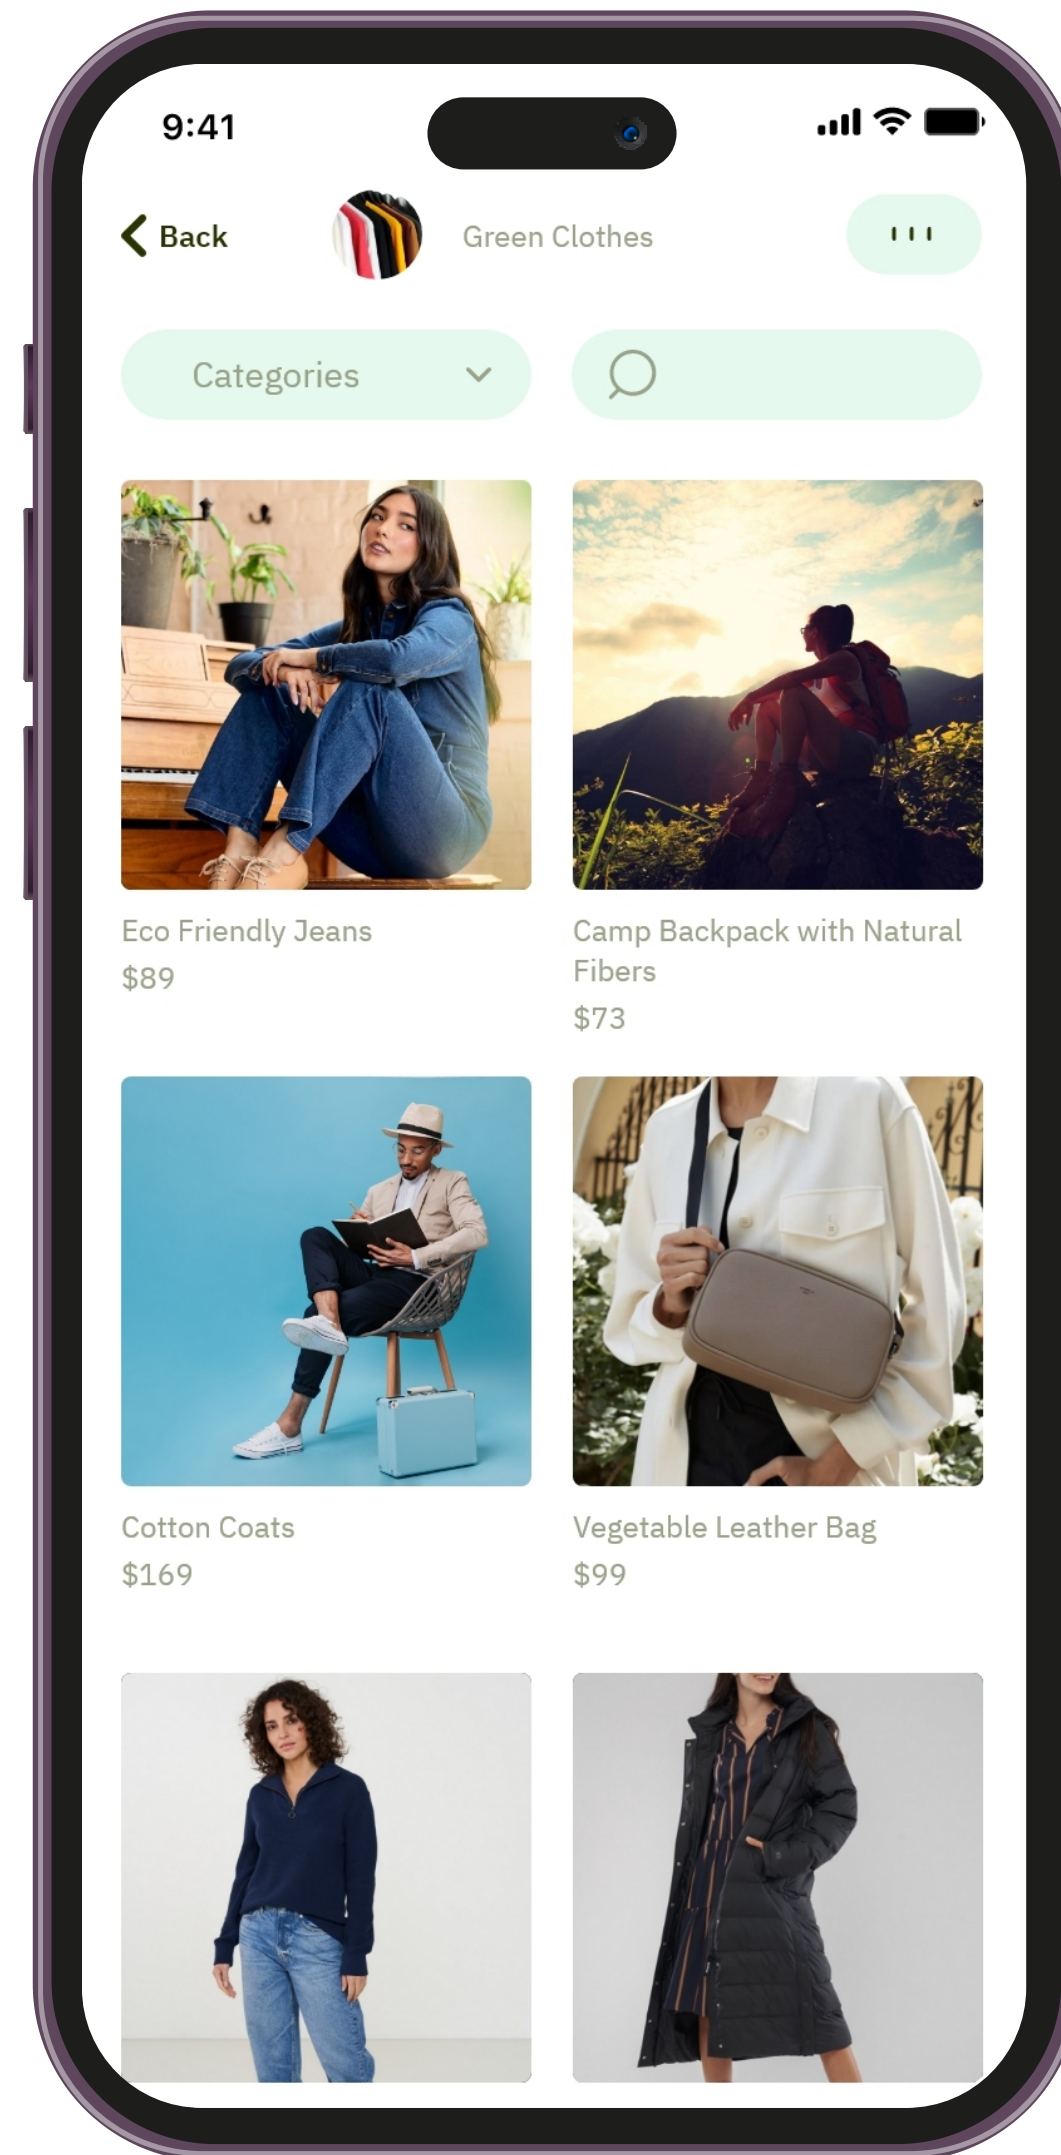 9:41
Back
Green Clothes
Categories
Eco Friendly Jeans
$89
Camp Backpack with Natural
Fibers
$73
Cotton Coats
$169
Vegetable Leather Bag
$99